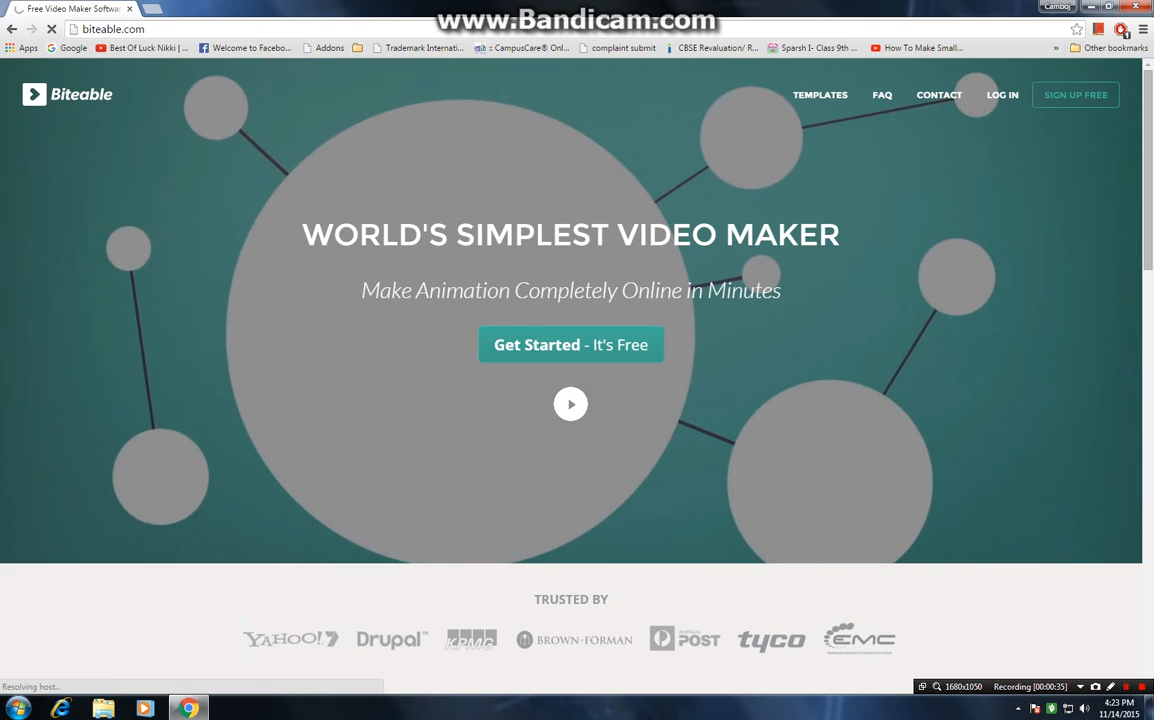 www.Bandicam.com
Free Video Maker Softwa
Camboj
biteable.com
Apps Google Best Of Luck Nikki | ... Welcome to Facebo... Addons Trademark Internati... :: CampusCare® Onl... complaint submit CBSE Revaluation/ R... Sparsh I- Class 9th ... How To Make Small... » Other bookmarks
Biteable
TEMPLATES FAQ CONTACT LOG IN SIGN UP FREE
WORLD'S SIMPLEST VIDEO MAKER
Make Animation Completely Online in Minutes
Get Started - It's Free
TRUSTED BY
YAHOO!7 Drupal™ KPMG BROWN-FORMAN POST tyco EMC
Resolving host...
1680x1050 Recording [00:00:35]
4:23 PM
11/14/2015